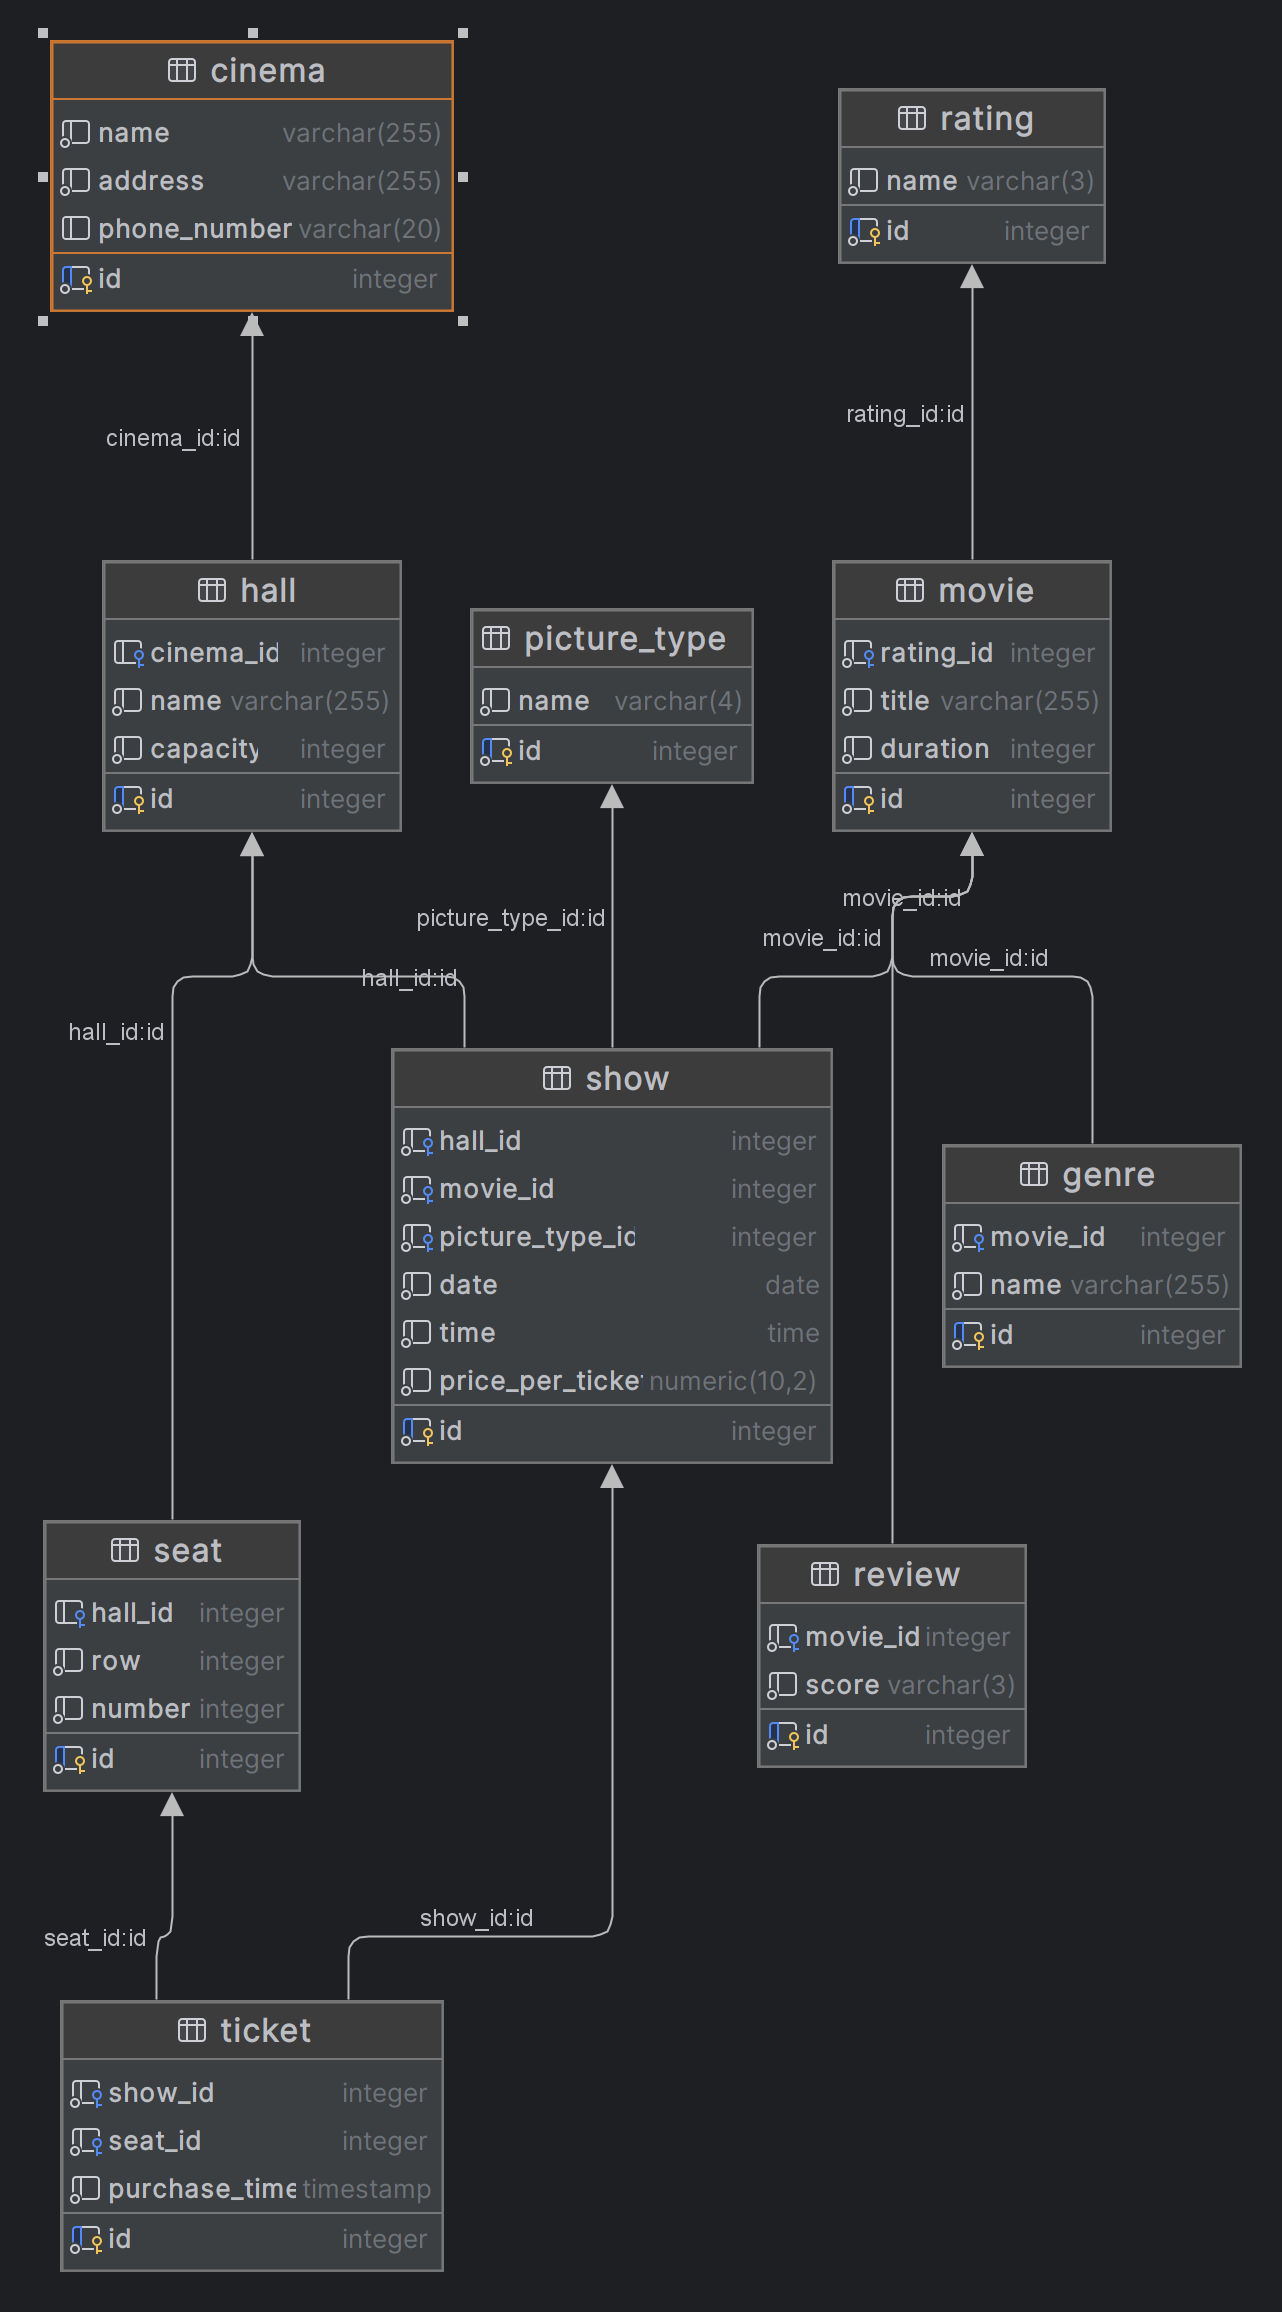 cinema
name varchar(255)
address varchar(255)
phone_number varchar(20)
id integer
rating
name varchar(3)
id integer
cinema_id:id
rating_id:id
hall
cinema_id integer
name varchar(255)
capacity integer
id integer
picture_type
name varchar(4)
id integer
movie
rating_id integer
title varchar(255)
duration integer
id integer
movie_id:id
picture_type_id:id
movie_id:id
movie_id:id
hall_id:id
hall_id:id
show
hall_id integer
movie_id integer
picture_type_id integer
date date
time time
price_per_ticke numeric(10,2)
id integer
genre
movie_id integer
name varchar(255)
id integer
seat
hall_id integer
row integer
number integer
id integer
review
movie_id integer
score varchar(3)
id integer
show_id:id
seat_id:id
ticket
show_id integer
seat_id integer
purchase_time timestamp
id integer